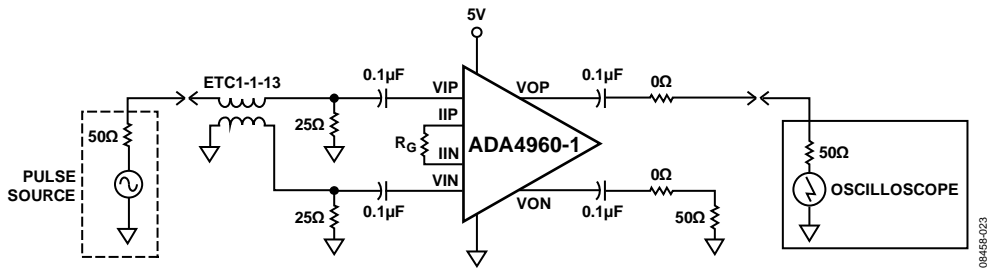 5V
ETC1-1-13
0.1µF
VIP
VOP
0.1µF
0Ω
50Ω
25Ω
IIP
RG
IIN
ADA4960-1
50Ω
PULSE
SOURCE
OSCILLOSCOPE
VIN
VON
0Ω
25Ω
0.1µF
0.1µF
50Ω
08458-023